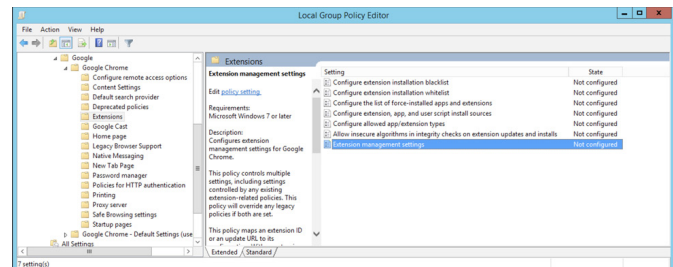 Local Group Policy Editor
File Action View Help
Google
Google Chrome
Configure remote access options
Content Settings
Default search provider
Deprecated policies
Extensions
Google Cast
Home page
Legacy Browser Support
Native Messaging
New Tab Page
Password manager
Policies for HTTP authentication
Printing
Proxy server
Safe Browsing settings
Startup pages
Google Chrome - Default Settings (use
All Settings
Extensions
Extension management settings
Edit policy setting
Requirements:
Microsoft Windows 7 or later
Description:
Configures extension
management settings for Google
Chrome.
This policy controls multiple
settings, including settings
controlled by any existing
extension-related policies. This
policy will override any legacy
policies if both are set.
This policy maps an extension ID
or an update URL to its
Setting State
Configure extension installation blacklist Not configured
Configure extension installation whitelist Not configured
Configure the list of force-installed apps and extensions Not configured
Configure extension, app, and user script install sources Not configured
Configure allowed app/extension types Not configured
Allow insecure algorithms in integrity checks on extension updates and installs Not configured
Extension management settings Not configured
Extended Standard
7 setting(s)